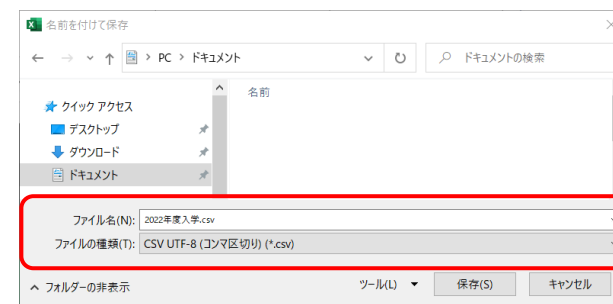 名前を付けて保存
PC > ドキュメント
ドキュメントの検索
名前
クイック アクセス
デスクトップ
ダウンロード
ドキュメント
ファイル名(N): 2022年度入学.csv
ファイルの種類(T): CSV UTF-8 (コンマ区切り) (*.csv)
フォルダーの非表示 ツール(L) 保存(S) キャンセル